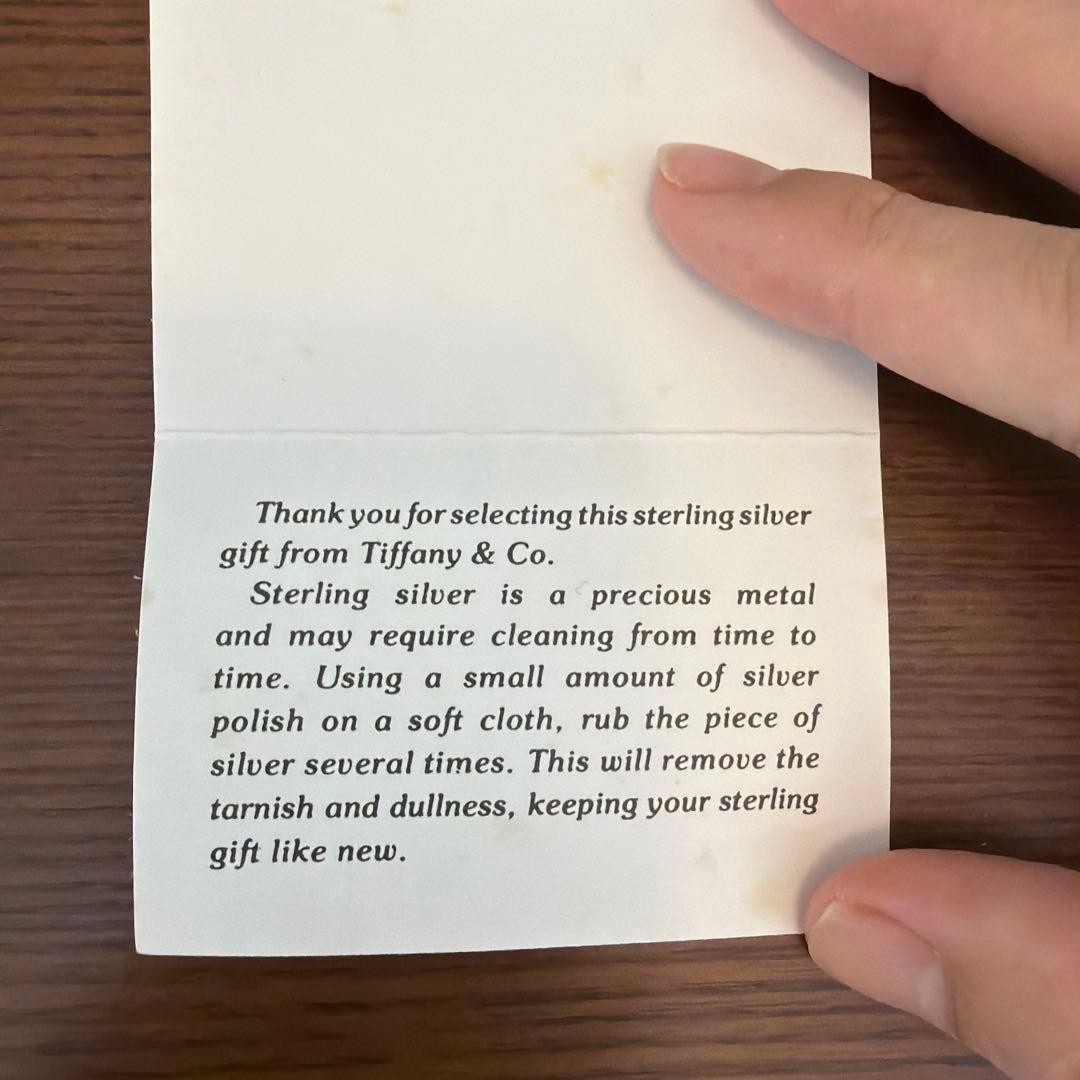 Thank you for selecting this sterling silver
gift from Tiffany & Co.
Sterling silver is a precious metal
and may require cleaning from time to
time. Using a small amount of silver
polish on a soft cloth, rub the piece of
silver several times. This will remove the
tarnish and dullness, keeping your sterling
gift like new.